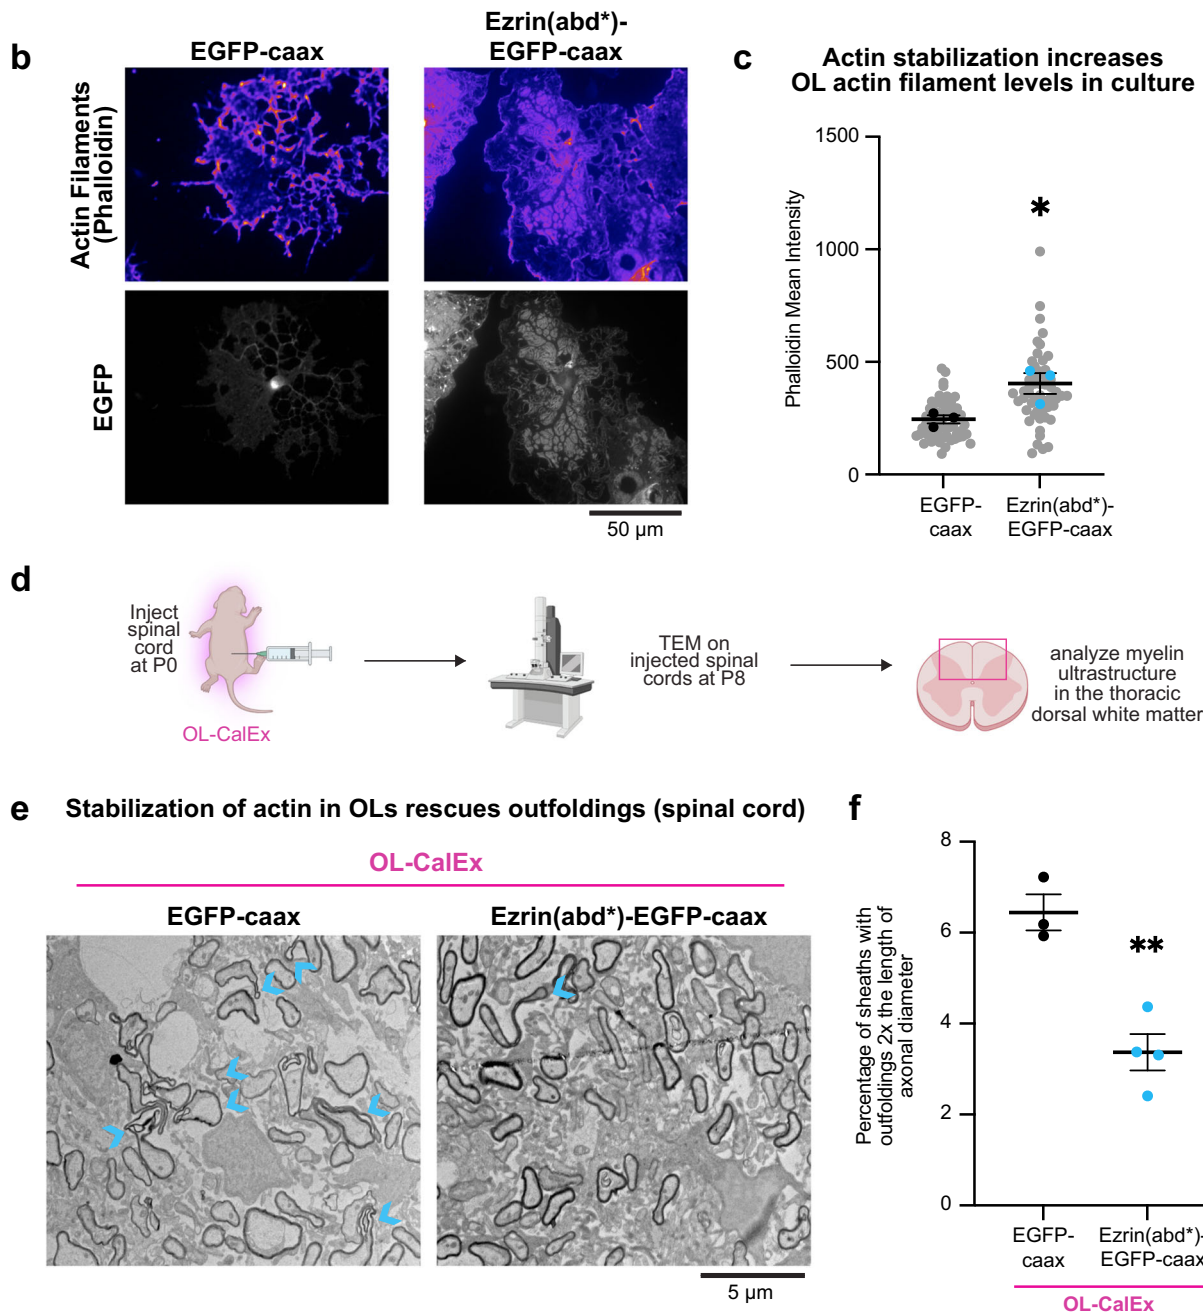 b
EGFP-caax
Ezrin(abd*)-
EGFP-caax
Actin Filaments
(Phalloidin)
EGFP
50 µm
c
Actin stabilization increases
OL actin filament levels in culture
Phalloidin Mean Intensity
1500
1000
500
0
*
EGFP-
caax
Ezrin(abd*)-
EGFP-caax
d
Inject
spinal
cord
at P0
OL-CalEx
TEM on
injected spinal
cords at P8
analyze myelin
ultrastructure
in the thoracic
dorsal white matter
e
Stabilization of actin in OLs rescues outfoldings (spinal cord)
OL-CalEx
EGFP-caax
Ezrin(abd*)-EGFP-caax
5 µm
f
Percentage of sheaths with
outfoldings 2x the length of
axonal diameter
8
6
4
2
0
**
EGFP-
caax
Ezrin(abd*)-
EGFP-caax
OL-CalEx